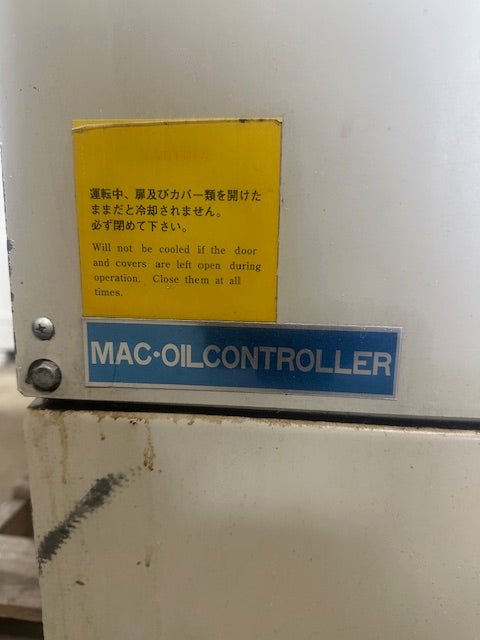 運転中、扉及びカバー類を開けた
ままだと冷却されません。
必ず閉めて下さい。
Will not be cooled if the door
and covers are left open during
operation. Close them at all
times.
MAC·OILCONTROLLER